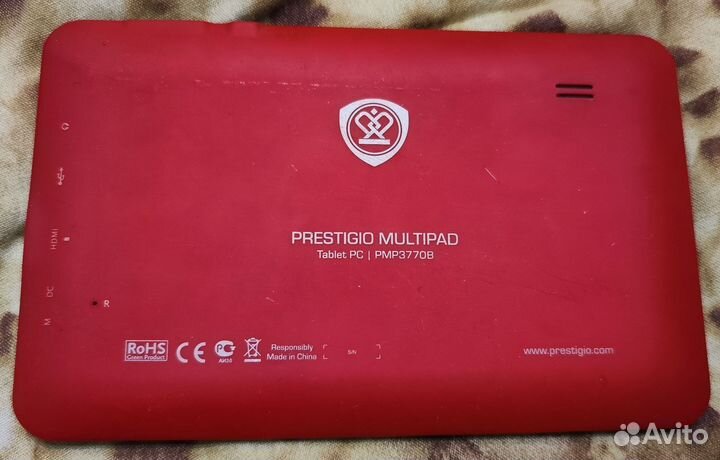 PRESTIGIO MULTIPAD
Tablet PC | PMP3770B
HDMI
DC
M
R
RoHS
Green Product
CE
АИ30
Responsibly
Made in China
S/N
www.prestigio.com
Avito